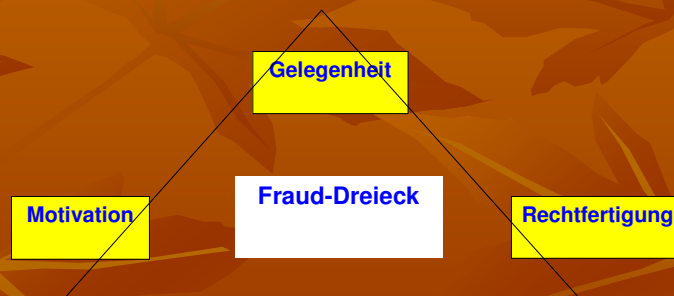 Gelegenheit
Fraud-Dreieck
Motivation
Rechtfertigung